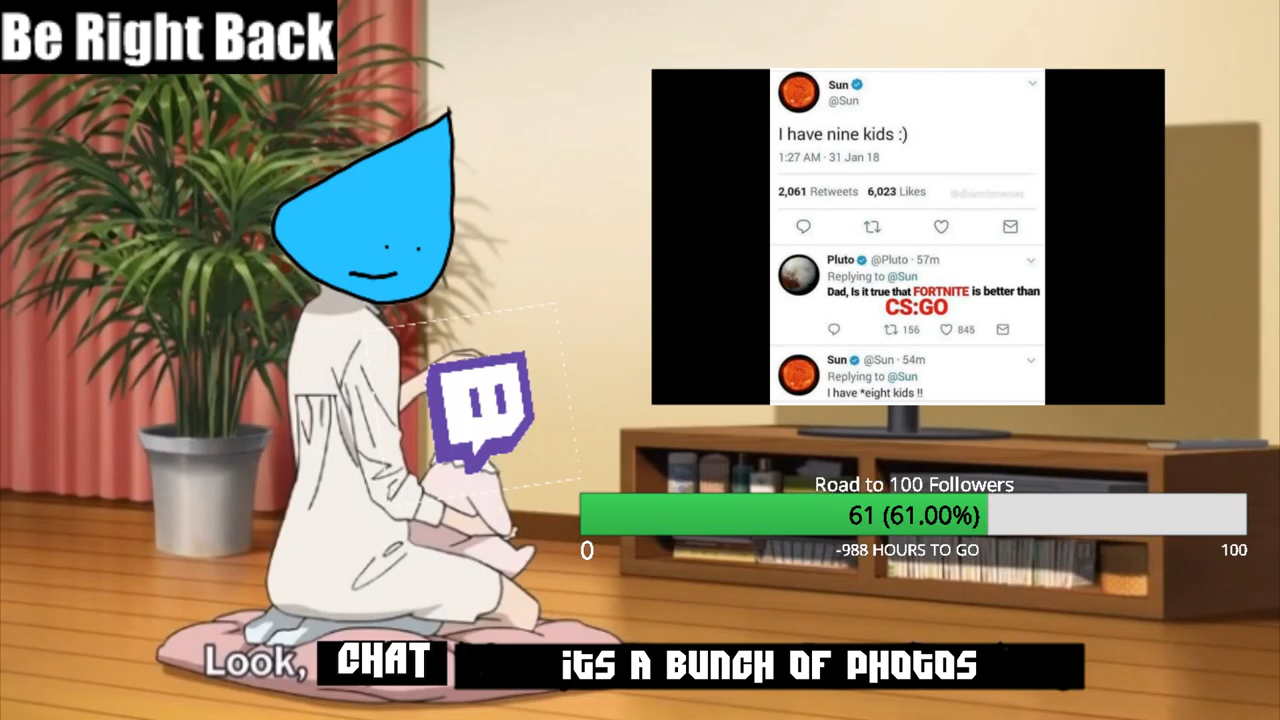 Be Right Back
Sun
@Sun
I have nine kids :)
1:27 AM · 31 Jan 18
2,061 Retweets 6,023 Likes
Pluto @Pluto · 57m
Replying to @Sun
Dad, Is it true that FORTNITE is better than
CS:GO
156 845
Sun @Sun · 54m
Replying to @Sun
I have *eight kids !!
Road to 100 Followers
61 (61.00%)
0 -988 HOURS TO GO 100
Look, CHAT ITS A BUNCH OF PHOTOS